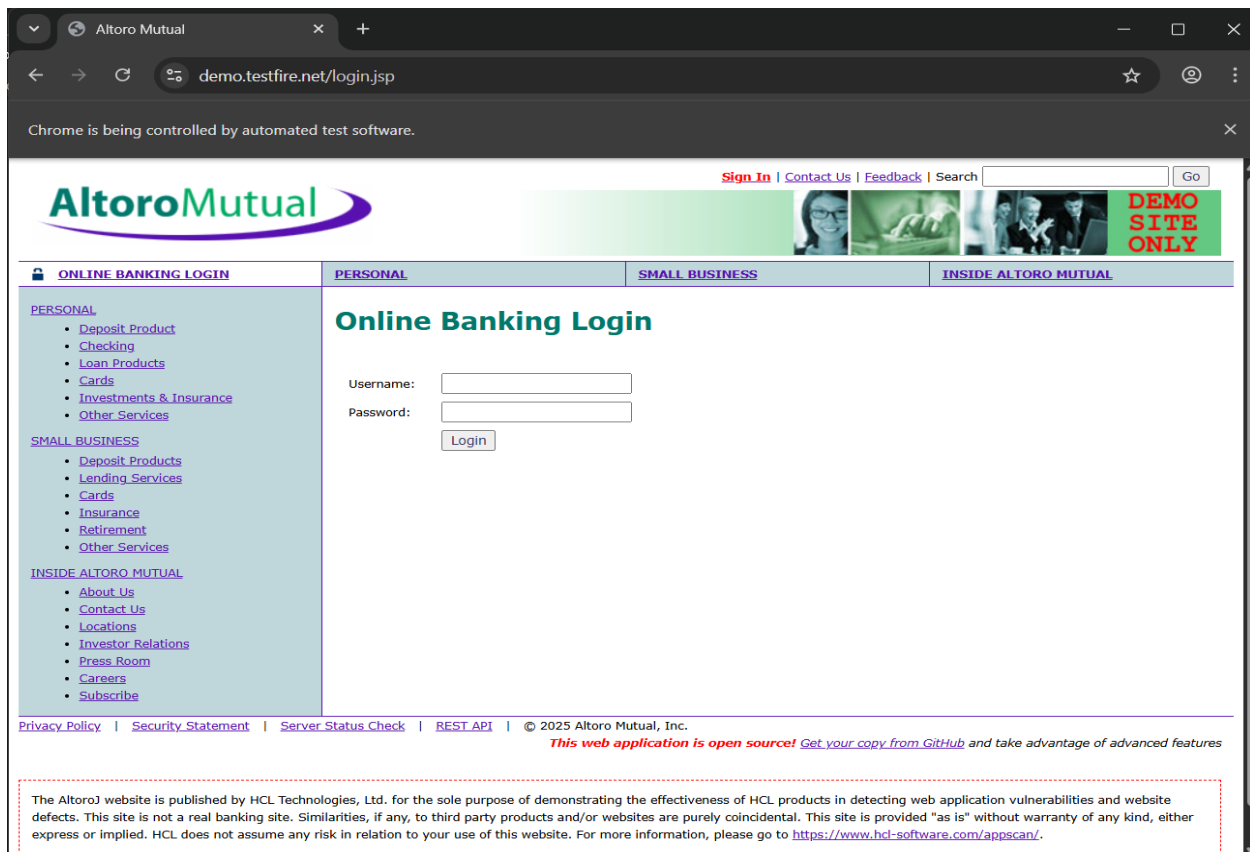 Altoro Mutual
demo.testfire.net/login.jsp
Chrome is being controlled by automated test software.
Sign In | Contact Us | Feedback | Search Go
AltoroMutual
DEMO
SITE
ONLY
ONLINE BANKING LOGIN
PERSONAL
SMALL BUSINESS
INSIDE ALTORO MUTUAL
PERSONAL
Deposit Product
Checking
Loan Products
Cards
Investments & Insurance
Other Services
SMALL BUSINESS
Deposit Products
Lending Services
Cards
Insurance
Retirement
Other Services
INSIDE ALTORO MUTUAL
About Us
Contact Us
Locations
Investor Relations
Press Room
Careers
Subscribe
Online Banking Login
Username:
Password:
Login
Privacy Policy | Security Statement | Server Status Check | REST API | © 2025 Altoro Mutual, Inc.
This web application is open source! Get your copy from GitHub and take advantage of advanced features
The AltoroJ website is published by HCL Technologies, Ltd. for the sole purpose of demonstrating the effectiveness of HCL products in detecting web application vulnerabilities and website
defects. This site is not a real banking site. Similarities, if any, to third party products and/or websites are purely coincidental. This site is provided "as is" without warranty of any kind, either
express or implied. HCL does not assume any risk in relation to your use of this website. For more information, please go to https://www.hcl-software.com/appscan/.